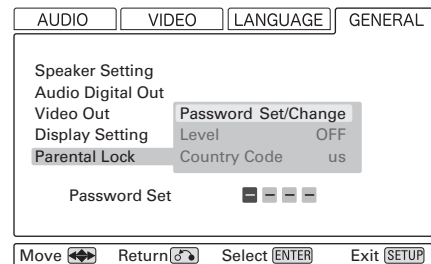 AUDIO VIDEO LANGUAGE GENERAL
Speaker Setting
Audio Digital Out
Video Out Password Set/Change
Display Setting Level OFF
Parental Lock Country Code us
Password Set - - - -
Move Return Select ENTER Exit SETUP